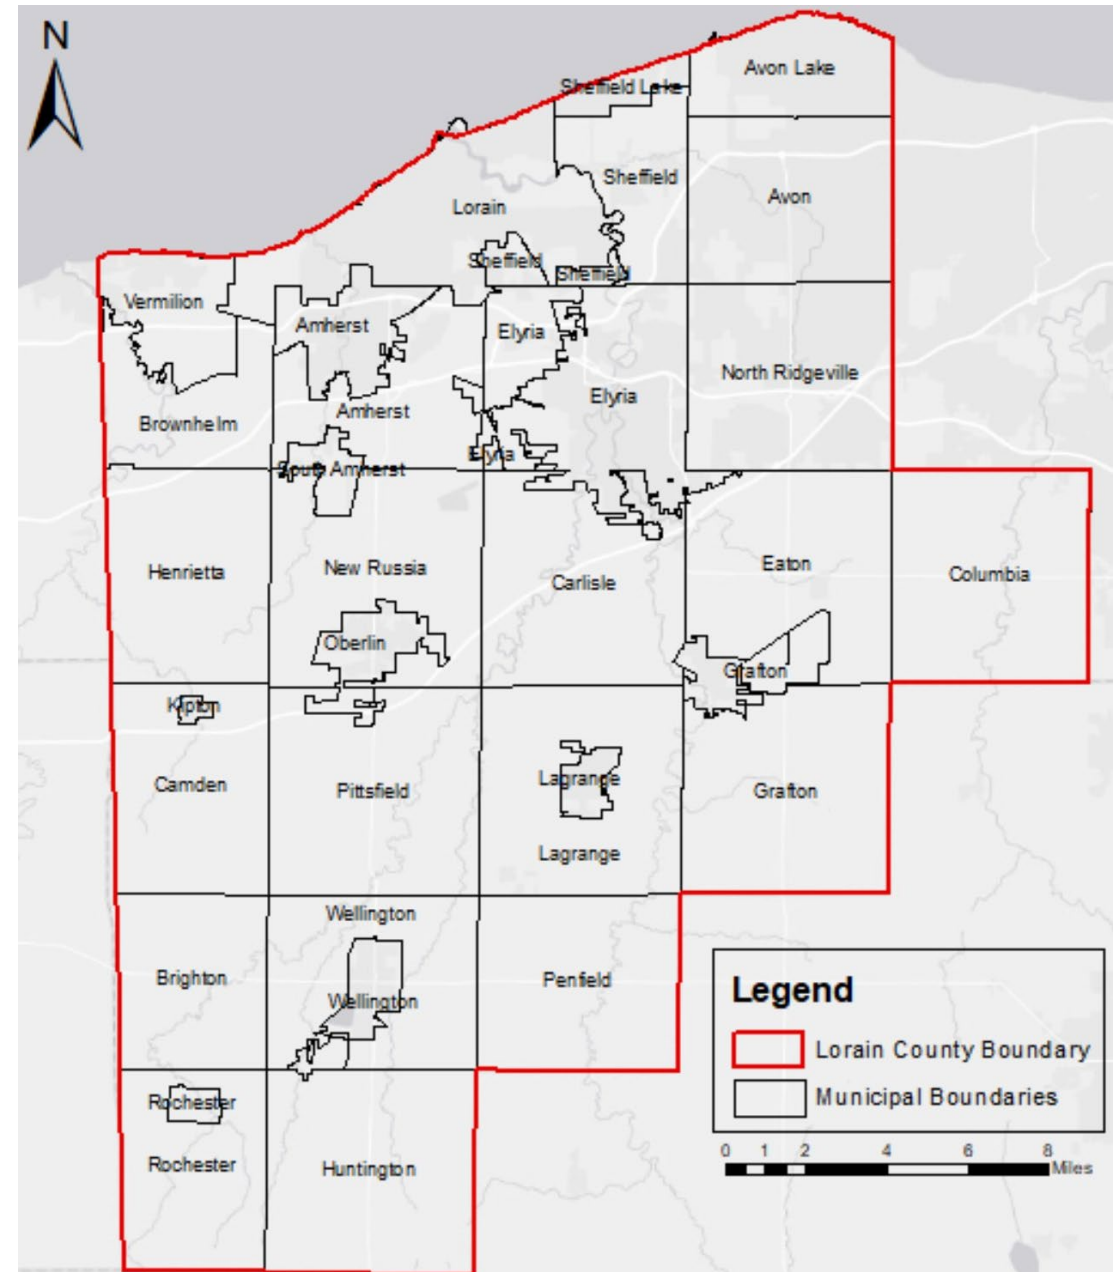 N
Avon Lake
Sheffield Lake
Sheffield
Avon
Lorain
Sheffield
Sheffield
Vermilion
Amherst
Elyria
North Ridgeville
Elyria
Amherst
Brownhelm
Elyria
South Amherst
Henrietta
New Russia
Carlisle
Eaton
Columbia
Oberlin
Grafton
Kipton
Camden
Pittsfield
Lagrange
Grafton
Lagrange
Wellington
Brighton
Wellington
Penfield
Rochester
Rochester
Huntington
Legend
Lorain County Boundary
Municipal Boundaries
0 1 2 4 6 8
Miles